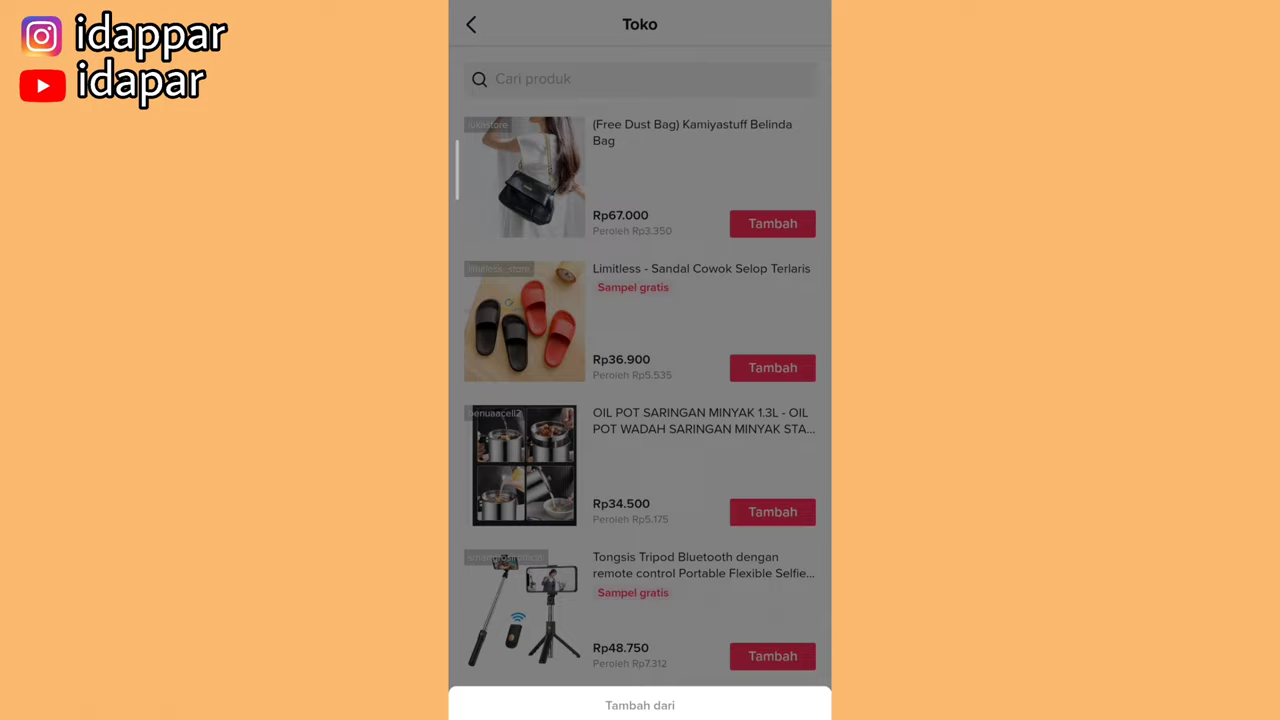 idappar
idapar
Toko
Cari produk
lukastore
(Free Dust Bag) Kamiyastuff Belinda
Bag
Rp67.000
Peroleh Rp3.350
Tambah
limitless_store
Limitless - Sandal Cowok Selop Terlaris
Sampel gratis
Rp36.900
Peroleh Rp5.535
Tambah
benuaacell2
OIL POT SARINGAN MINYAK 1.3L - OIL
POT WADAH SARINGAN MINYAK STA...
Rp34.500
Peroleh Rp5.175
Tambah
Tongsis Tripod Bluetooth dengan
remote control Portable Flexible Selfie...
Sampel gratis
Rp48.750
Peroleh Rp7.312
Tambah
Tambah dari